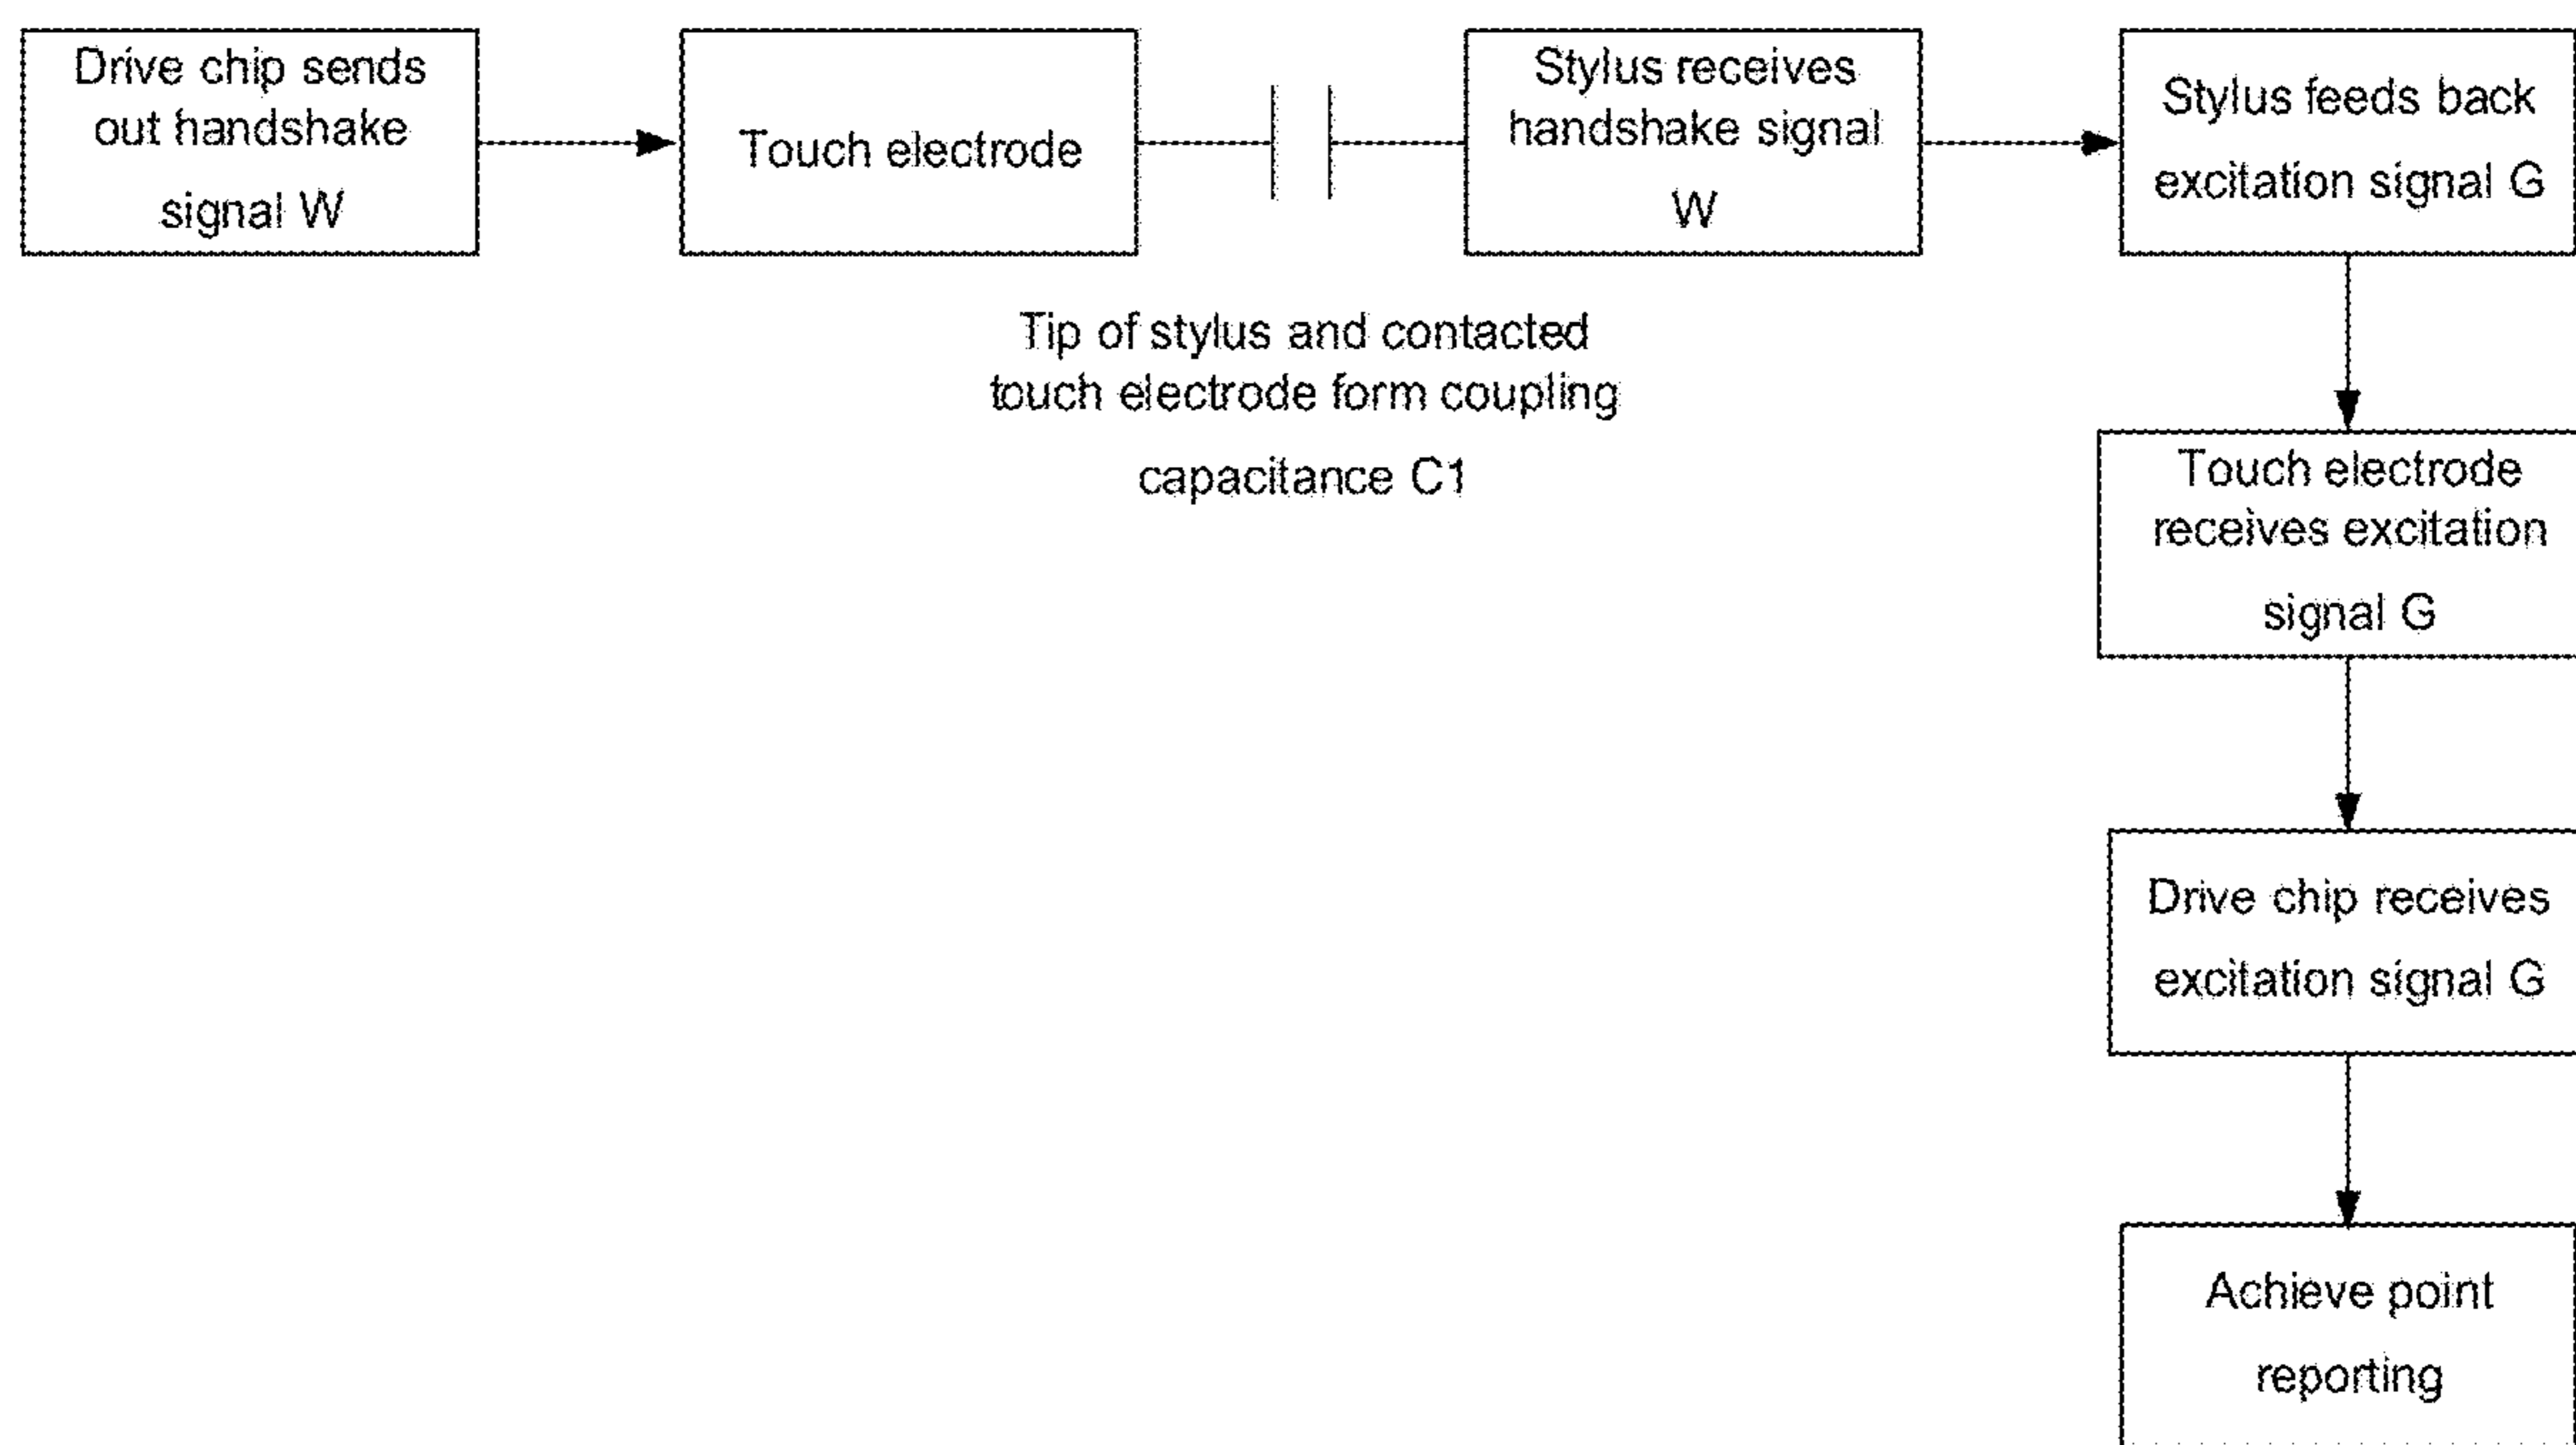 Drive chip sends
out handshake
signal W
Touch electrode
Stylus receives
handshake signal
W
Stylus feeds back
excitation signal G
Tip of stylus and contacted
touch electrode form coupling
capacitance C1
Touch electrode
receives excitation
signal G
Drive chip receives
excitation signal G
Achieve point
reporting